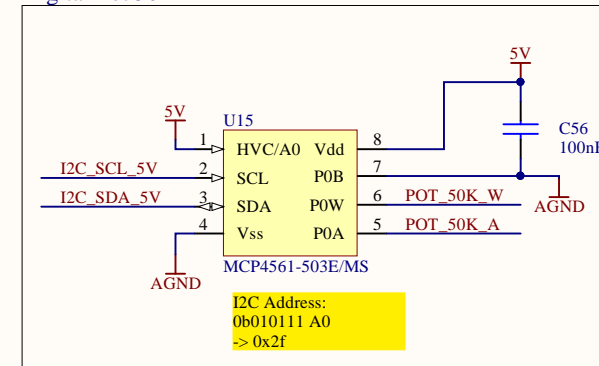 5V
5V
U15
C56
100nF
1
HVC/A0
Vdd
8
I2C_SCL_5V
2
SCL
P0B
7
I2C_SDA_5V
3
SDA
P0W
6
POT_50K_W
AGND
4
Vss
P0A
5
POT_50K_A
MCP4561-503E/MS
AGND
I2C Address:
0b010111 A0
-> 0x2f